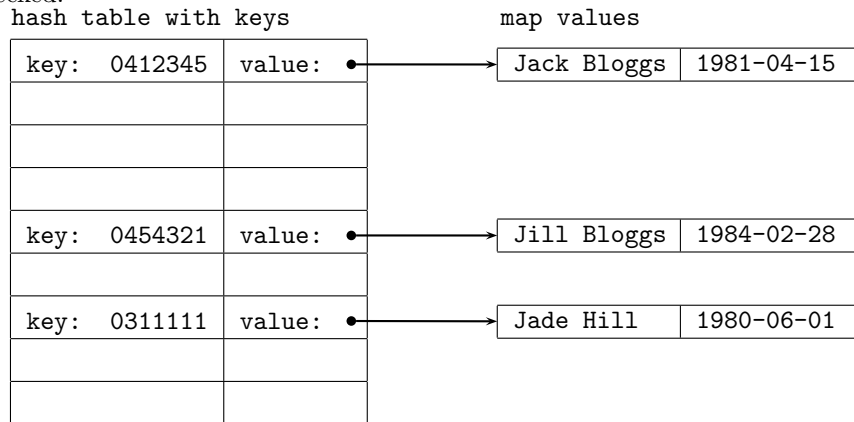 hash table with keys map values
key: 0412345 value: Jack Bloggs 1981-04-15
key: 0454321 value: Jill Bloggs 1984-02-28
key: 0311111 value: Jade Hill 1980-06-01